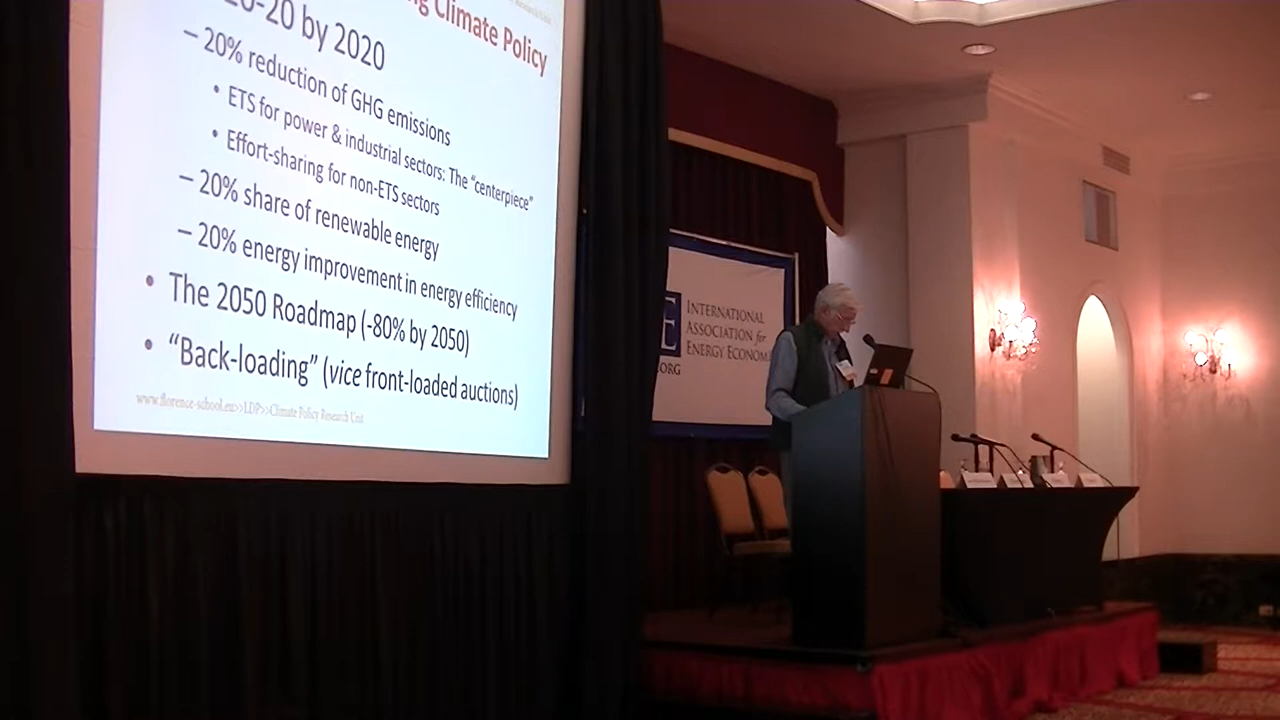 Climate Policy
20-20 by 2020
– 20% reduction of GHG emissions
• ETS for power & industrial sectors: The “centerpiece”
• Effort-sharing for non-ETS sectors
– 20% share of renewable energy
– 20% energy improvement in energy efficiency
• The 2050 Roadmap (-80% by 2050)
• “Back-loading” (vice front-loaded auctions)
www.florence-school.eu>>LDP>>Climate Policy Research Unit
E
INTERNATIONAL
ASSOCIATION for
ENERGY ECONOM
.ORG